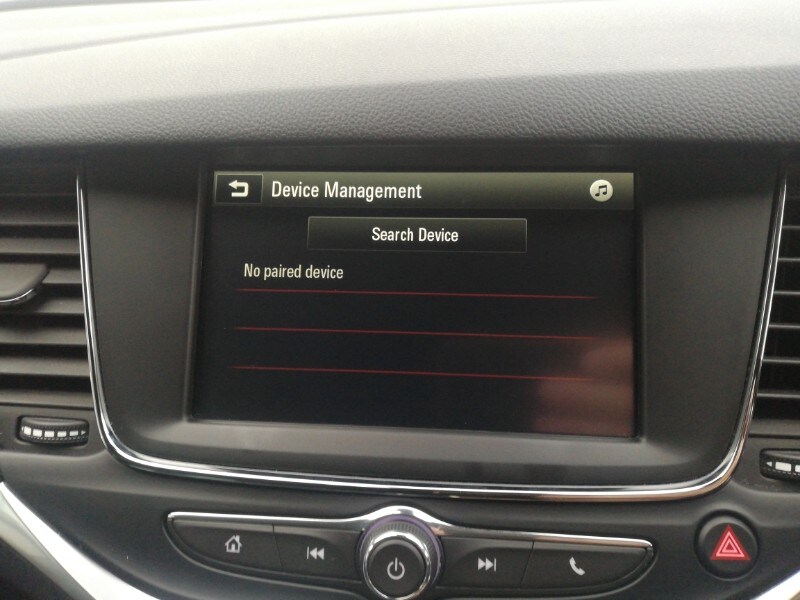 Device Management
Search Device
No paired device